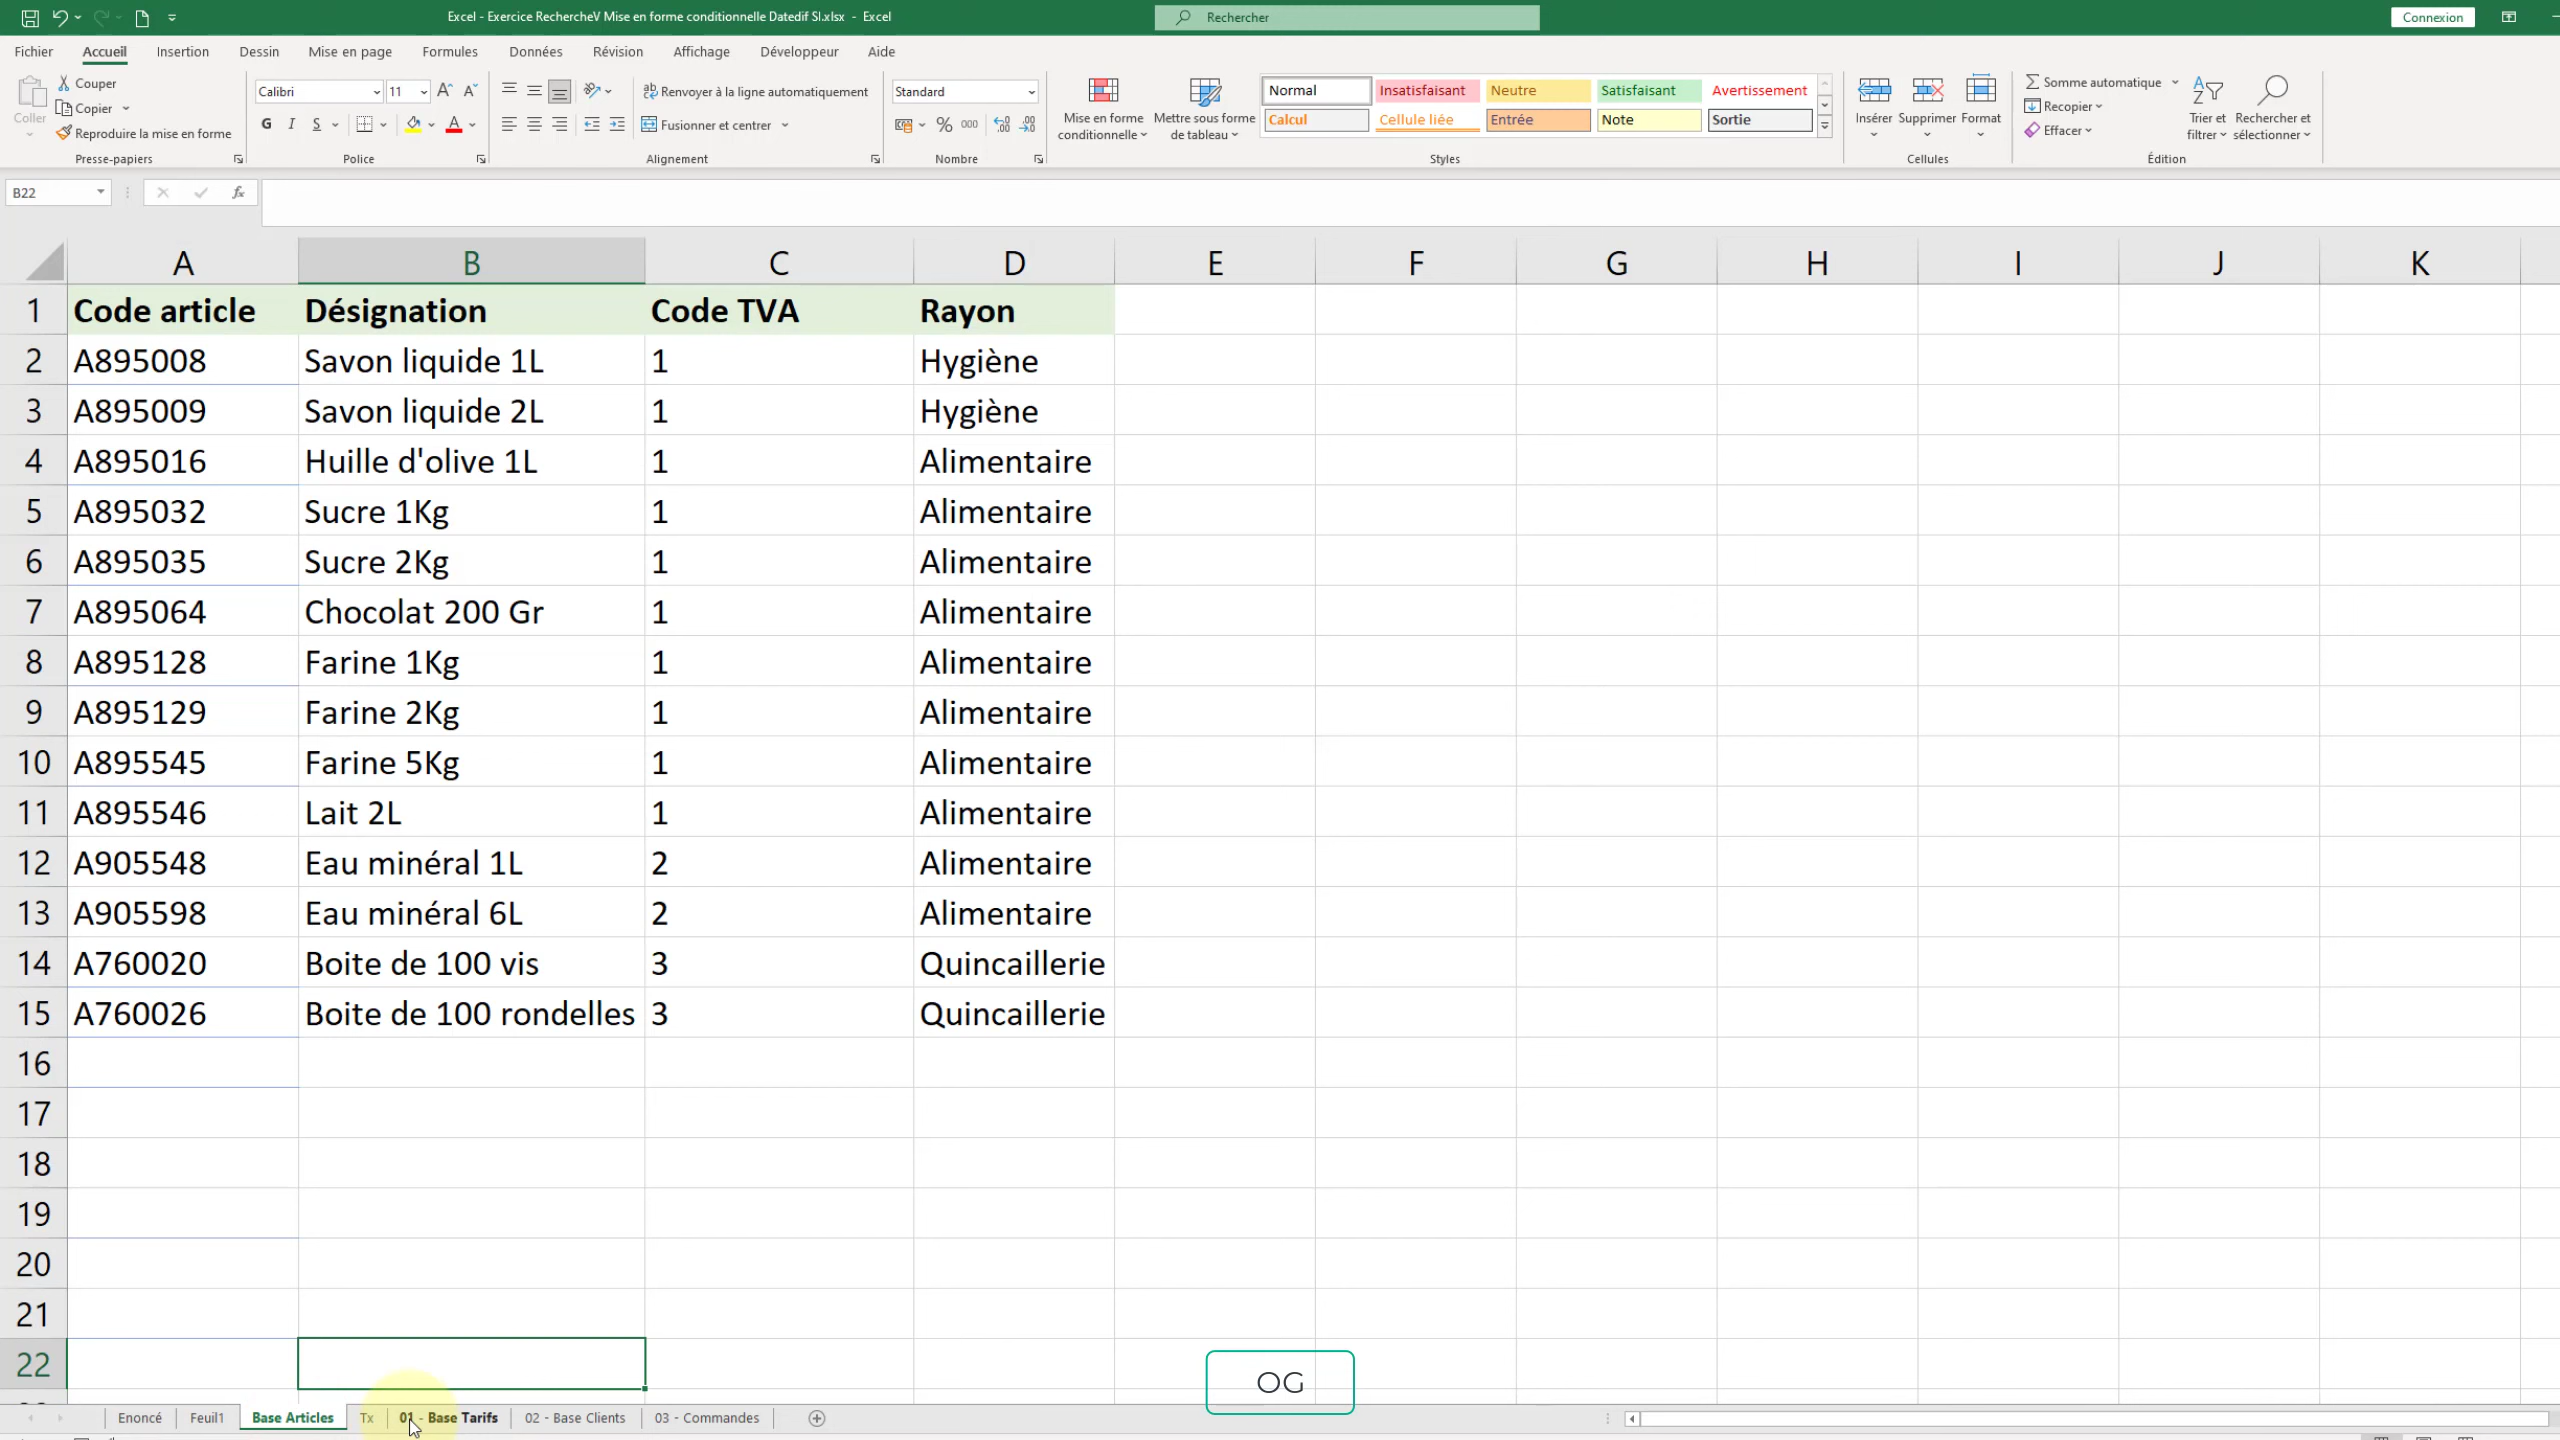 Excel - Exercice RechercheV Mise en forme conditionnelle Datedif SI.xlsx - Excel
Rechercher
Connexion
Fichier Accueil Insertion Dessin Mise en page Formules Données Révision Affichage Développeur Aide
Coller
Couper
Copier
Reproduire la mise en forme
Presse-papiers
Calibri 11
G I S
Police
Renvoyer à la ligne automatiquement
Fusionner et centrer
Alignement
Standard
% 000
Nombre
Mise en forme conditionnelle
Mettre sous forme de tableau
Normal Insatisfaisant Neutre Satisfaisant Avertissement
Calcul Cellule liée Entrée Note Sortie
Styles
Insérer Supprimer Format
Cellules
Somme automatique
Recopier
Effacer
Trier et filtrer
Rechercher et sélectionner
Édition
B22
fx
A B C D E F G H I J K
1 Code article Désignation Code TVA Rayon
2 A895008 Savon liquide 1L 1 Hygiène
3 A895009 Savon liquide 2L 1 Hygiène
4 A895016 Huille d'olive 1L 1 Alimentaire
5 A895032 Sucre 1Kg 1 Alimentaire
6 A895035 Sucre 2Kg 1 Alimentaire
7 A895064 Chocolat 200 Gr 1 Alimentaire
8 A895128 Farine 1Kg 1 Alimentaire
9 A895129 Farine 2Kg 1 Alimentaire
10 A895545 Farine 5Kg 1 Alimentaire
11 A895546 Lait 2L 1 Alimentaire
12 A905548 Eau minéral 1L 2 Alimentaire
13 A905598 Eau minéral 6L 2 Alimentaire
14 A760020 Boite de 100 vis 3 Quincaillerie
15 A760026 Boite de 100 rondelles 3 Quincaillerie
16
17
18
19
20
21
22
OG
Enoncé Feuil1 Base Articles Tx 01 - Base Tarifs 02 - Base Clients 03 - Commandes